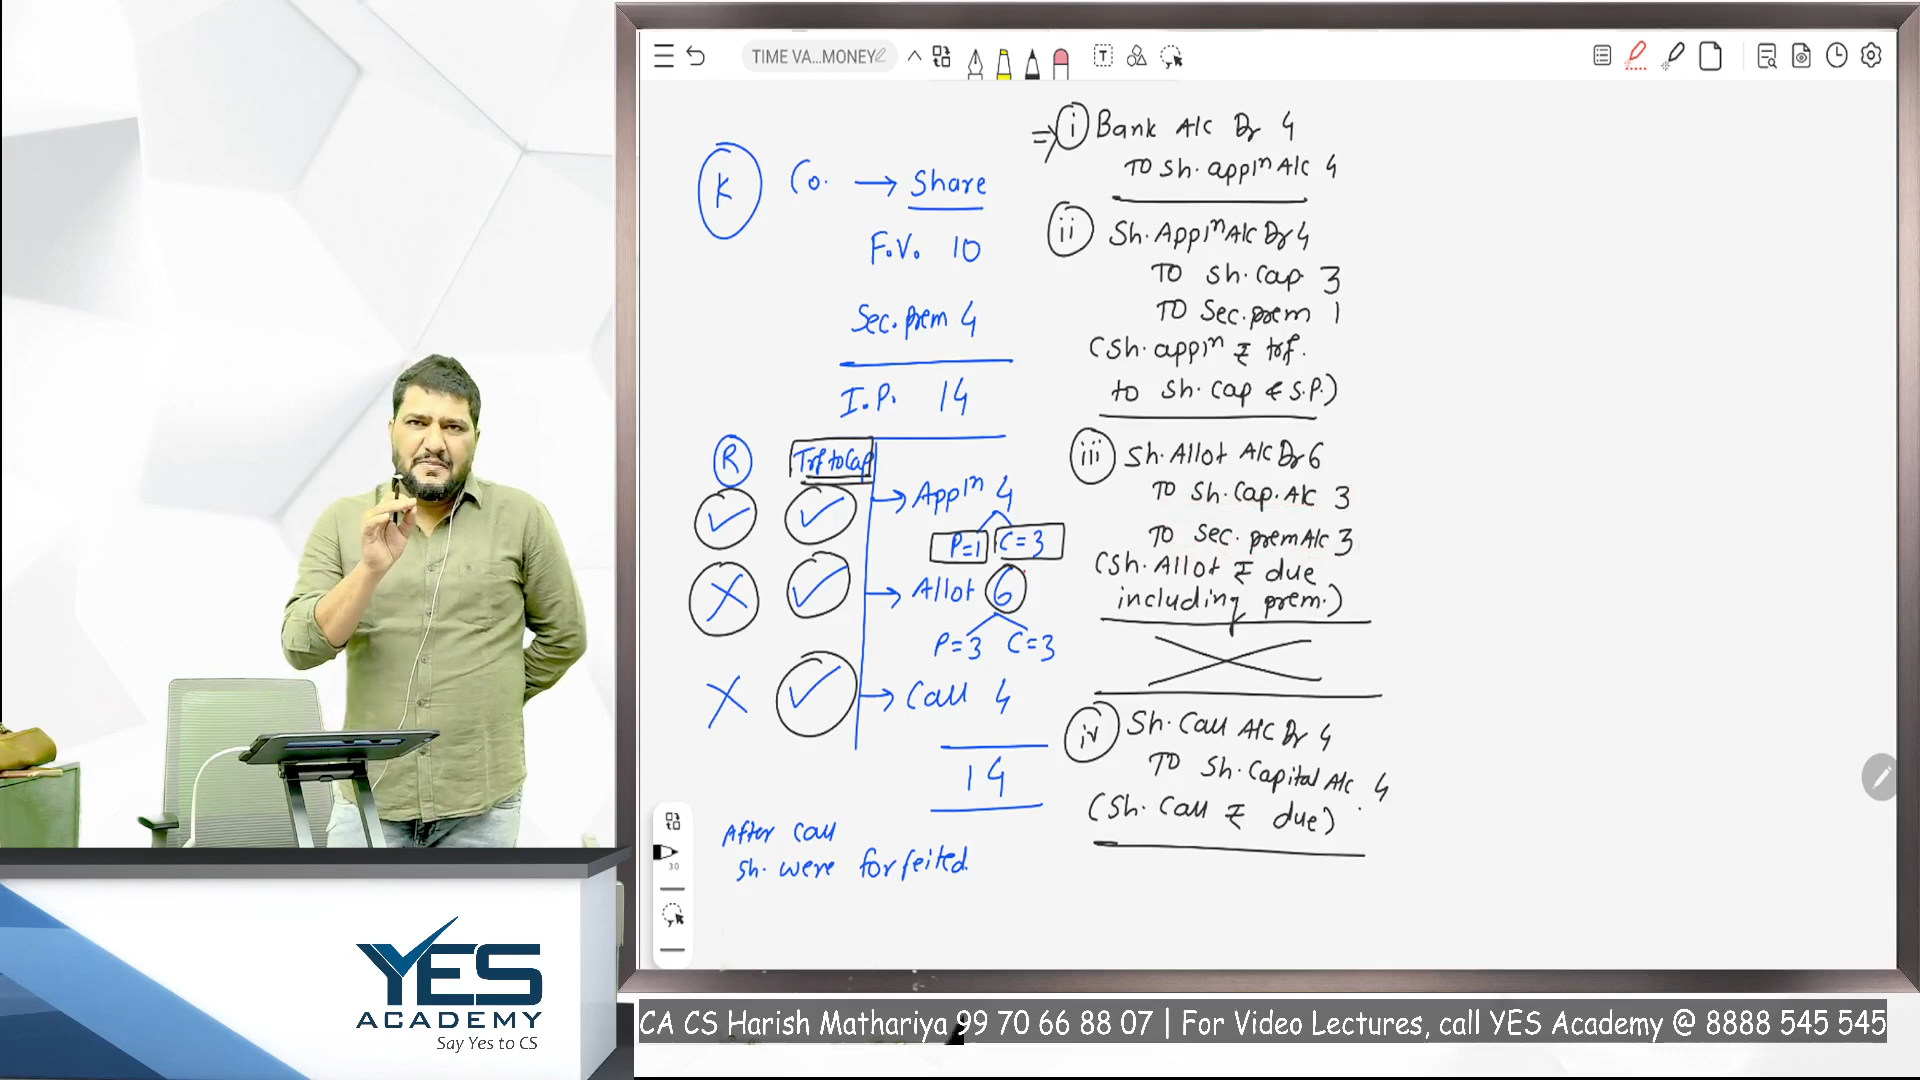 TIME VA...MONEY
K Co. → Share
F.V. 10
Sec. prem 4
I.P. 14
R Trf to Cap
✓ ✓ → Appln 4
P=1 C=3
X ✓ → Allot 6
P=3 C=3
X ✓ → Call 4
14
After call
Sh. were forfeited.
⇒ i Bank A/c Dr 4
TO Sh. appln A/c 4
ii Sh. Appln A/c Dr 4
TO Sh. Cap 3
TO Sec. prem 1
(Sh. appln ₹ trf.
to Sh. Cap & S.P.)
iii Sh. Allot A/c Dr 6
TO Sh. Cap. A/c 3
TO Sec. prem A/c 3
(Sh. Allot ₹ due
including prem.)
iv Sh. Call A/c Dr 4
TO Sh. Capital A/c 4
(Sh. Call ₹ due)
30
YES
ACADEMY
Say Yes to CS
CA CS Harish Mathariya 99 70 66 88 07 | For Video Lectures, call YES Academy @ 8888 545 545